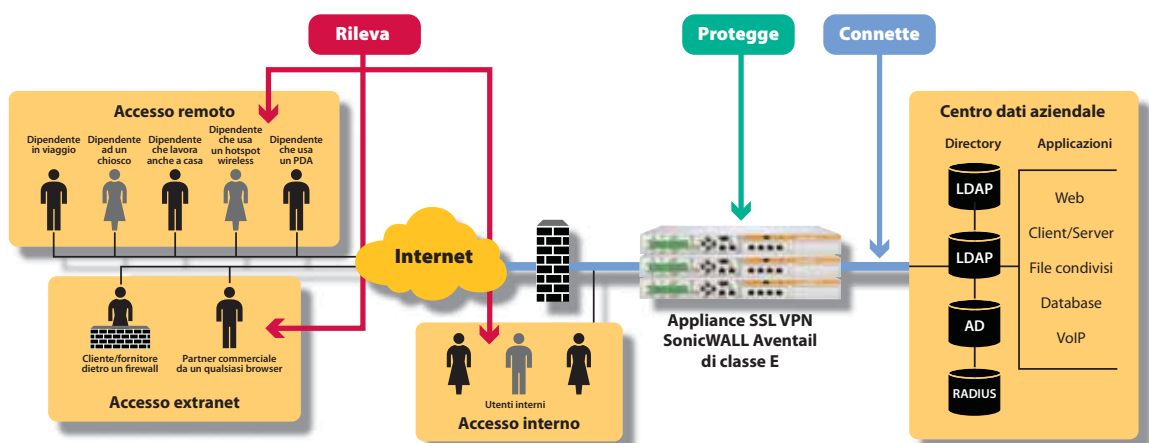 Rileva
Protegge
Connette
Accesso remoto
Dipendente
in viaggio
Dipendente
ad un
chiosco
Dipendente
che lavora
anche a casa
Dipendente
che usa
un hotspot
wireless
Dipendente
che usa
un PDA
Internet
Cliente/fornitore
dietro un firewall
Partner commerciale
da un qualsiasi browser
Accesso extranet
Utenti interni
Accesso interno
Appliance SSL VPN
SonicWALL Aventail
di classe E
Centro dati aziendale
Directory
LDAP
LDAP
AD
RADIUS
Applicazioni
Web
Client/Server
File condivisi
Database
VoIP